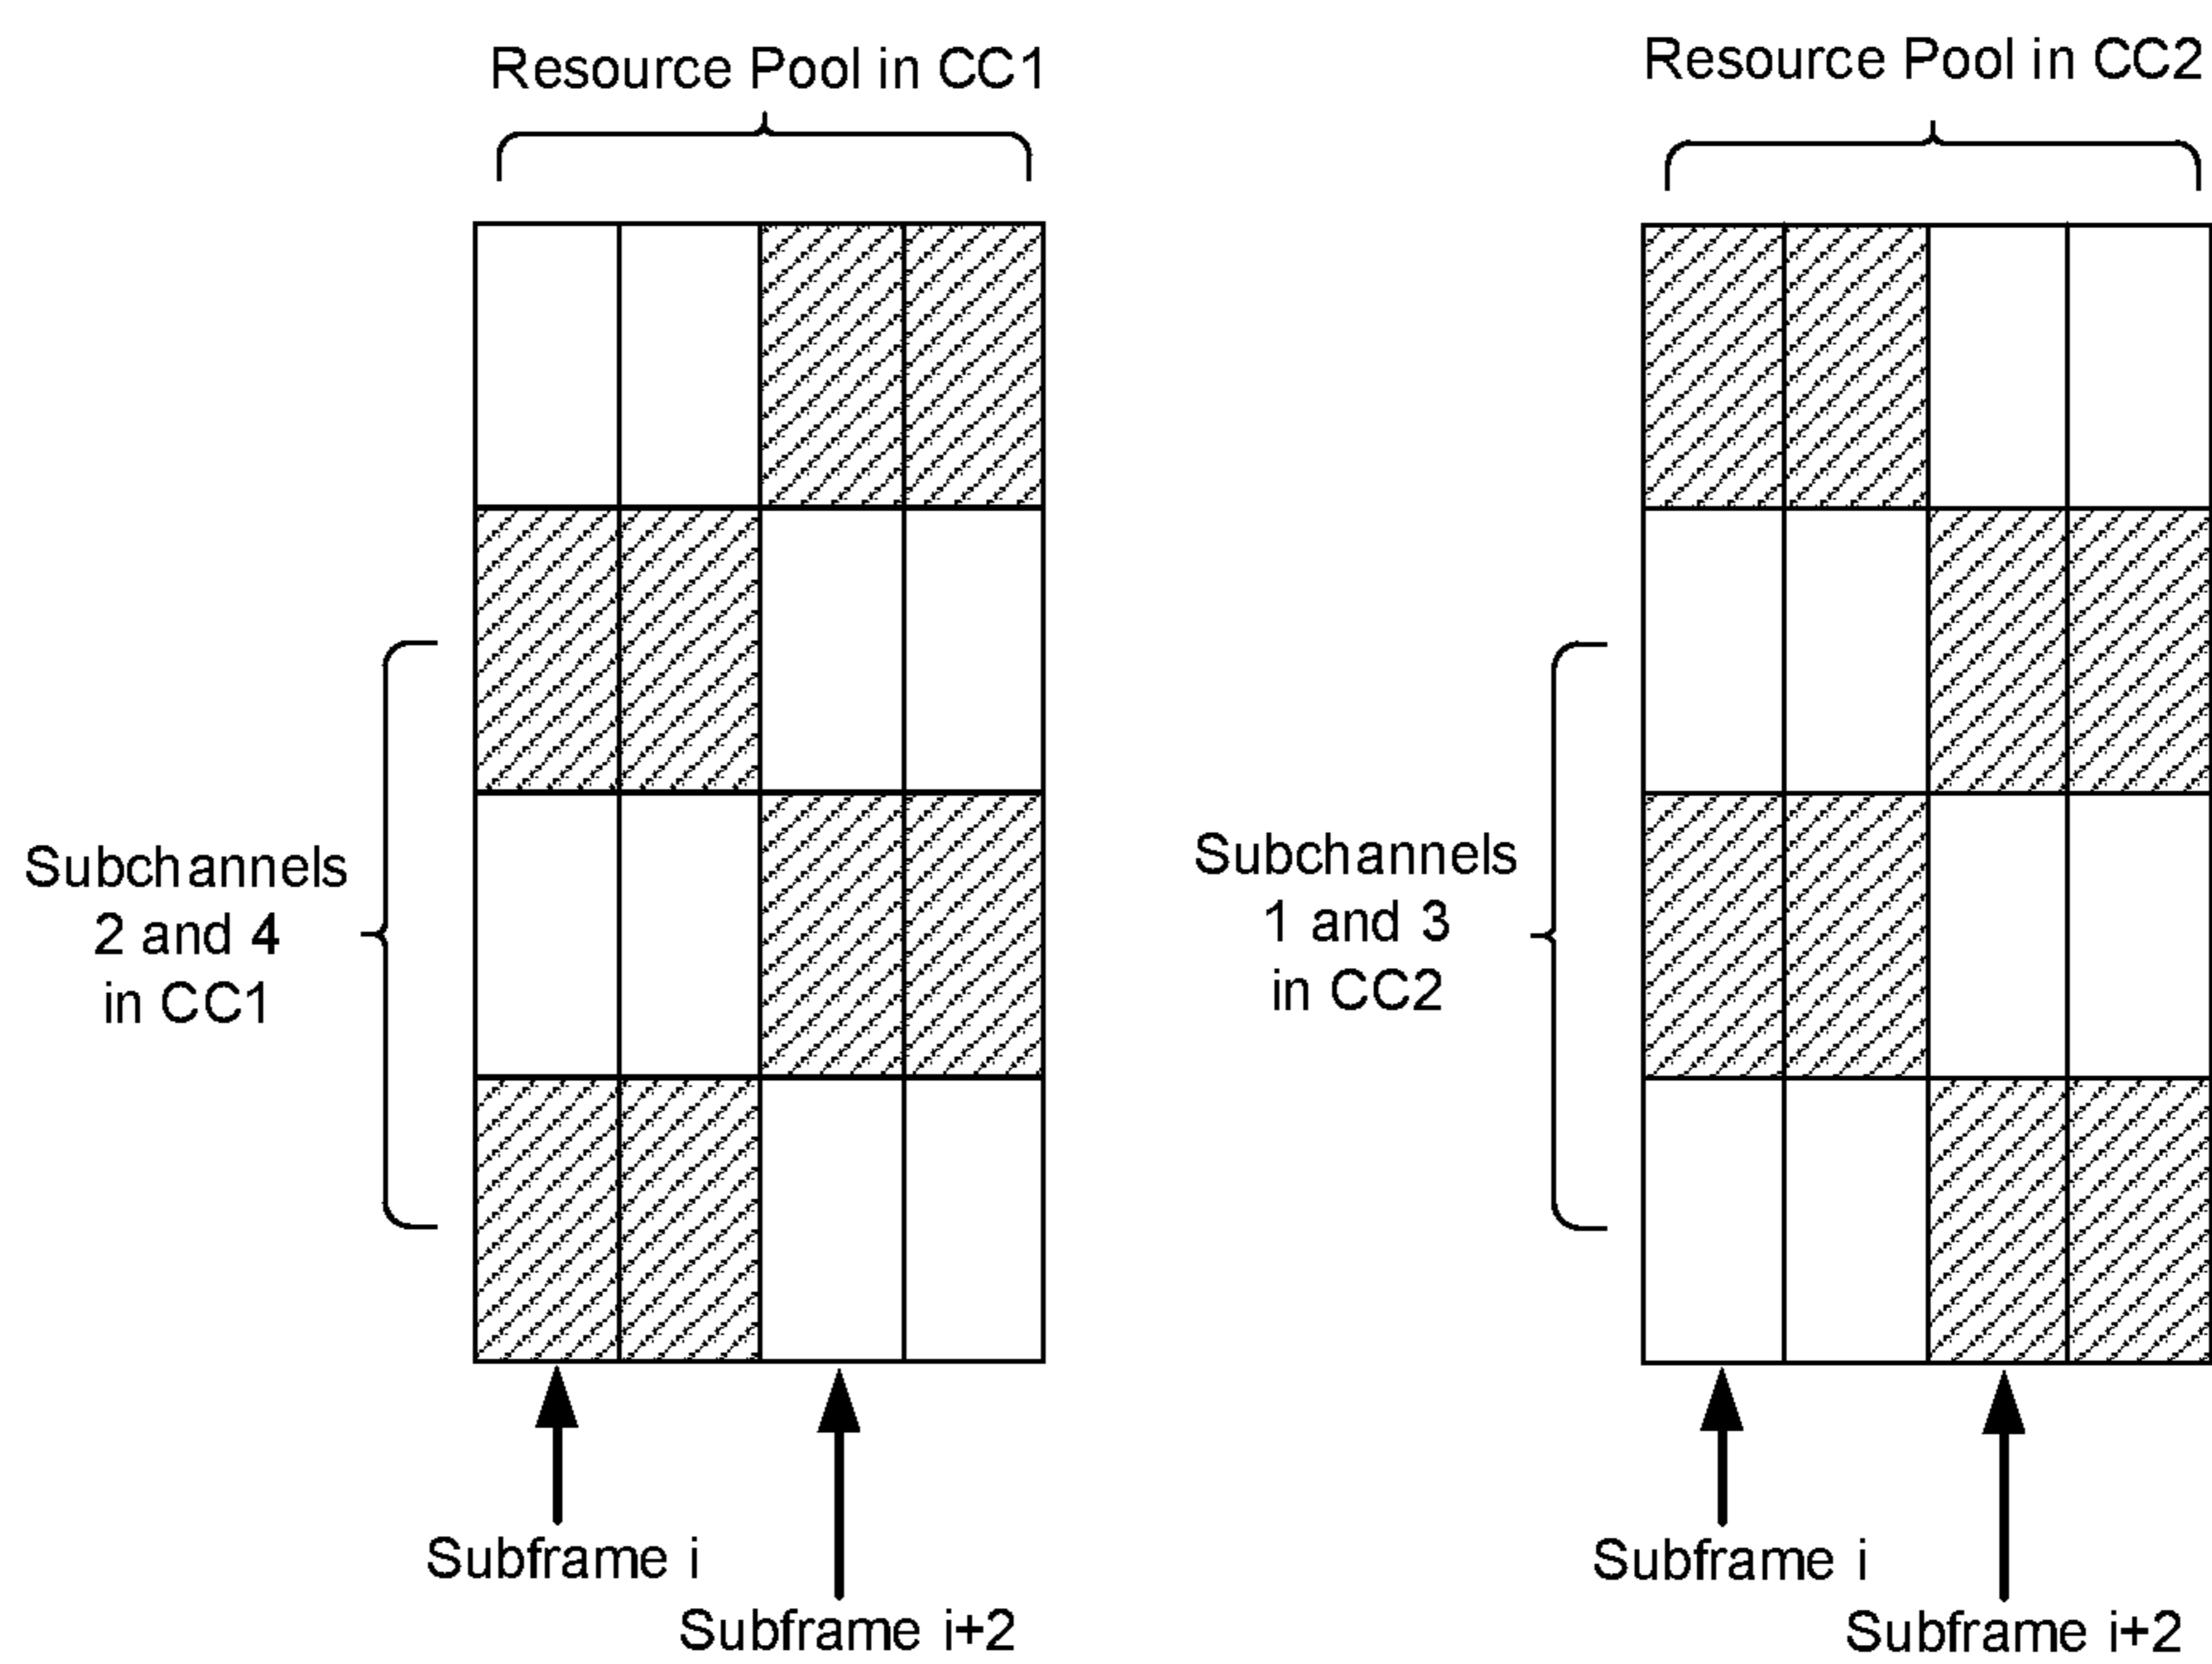 Resource Pool in CC1
Subchannels
2 and 4
in CC1
Subframe i
Subframe i+2
Resource Pool in CC2
Subchannels
1 and 3
in CC2
Subframe i
Subframe i+2